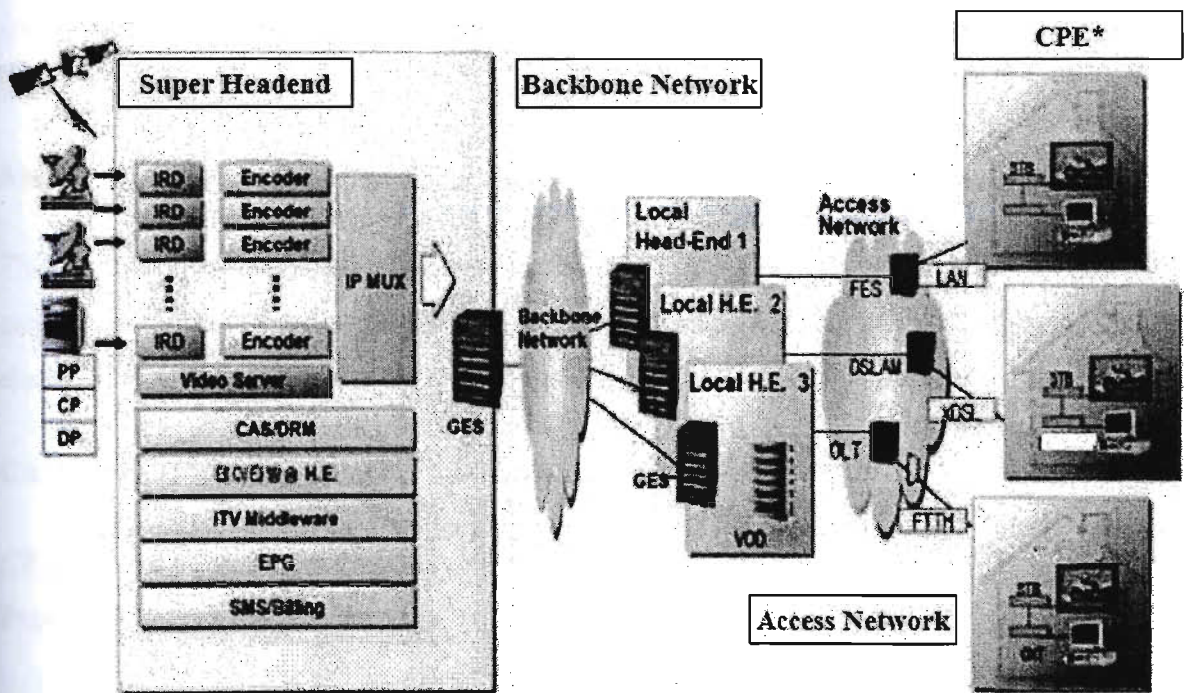 CPE*
Super Headend
Backbone Network
IRD
Encoder
IRD
Encoder
IRD
Encoder
IRD
Encoder
IP MUX
Video Server
PP
CP
DP
CAS/DRM
H.E.
iTV Middleware
EPG
SMS/Billing
GES
Backbone
Network
Local
Head-End 1
Local H.E. 2
Local H.E. 3
GES
VOD
Access
Network
FES
LAN
DSLAM
XDSL
OLT
FTTH
Access Network
STB
STB
STB